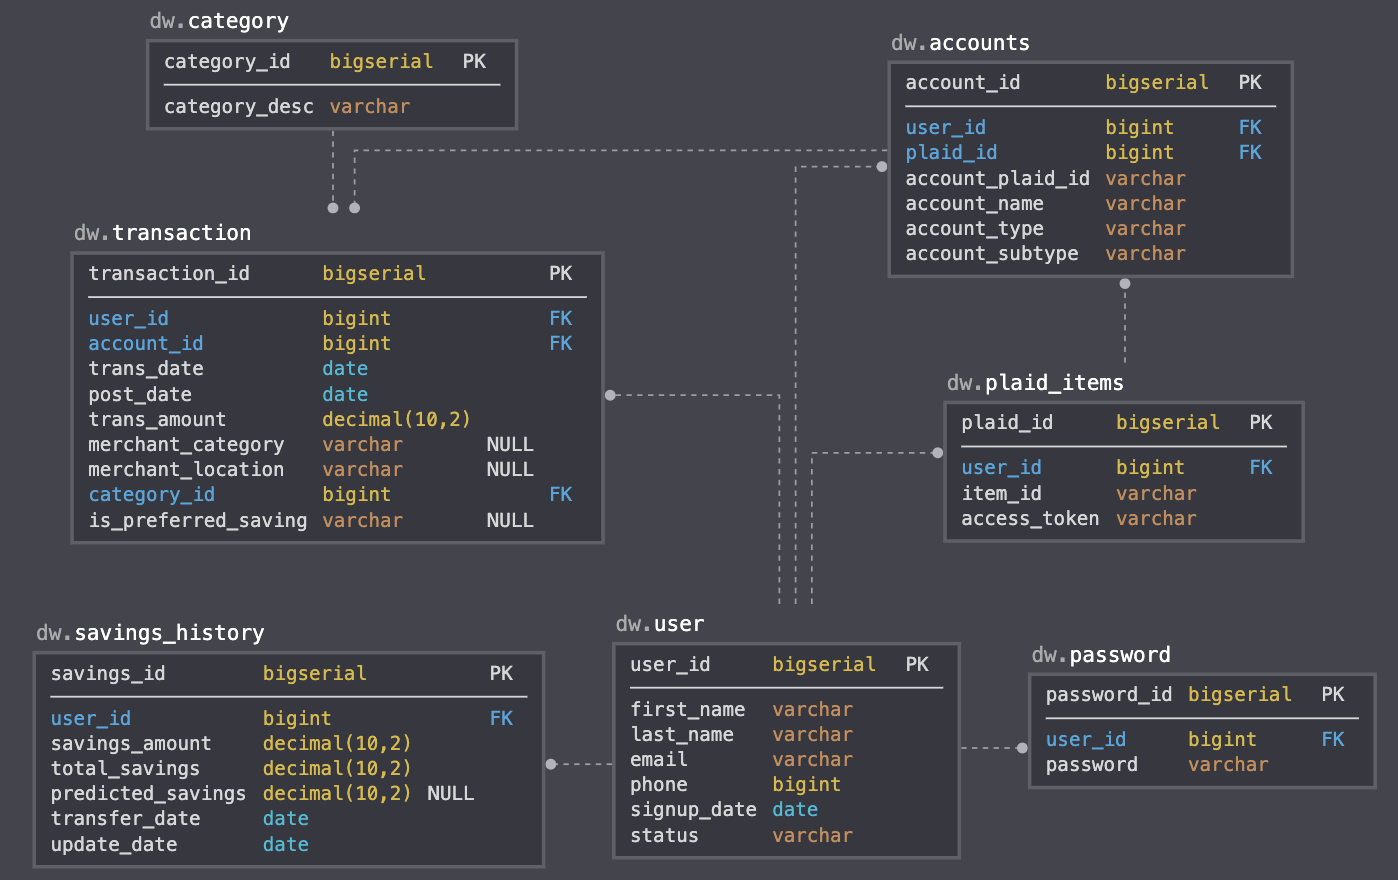 dw.category
category_id bigserial PK
category_desc varchar
dw.accounts
account_id bigserial PK
user_id bigint FK
plaid_id bigint FK
account_plaid_id varchar
account_name varchar
account_type varchar
account_subtype varchar
dw.transaction
transaction_id bigserial PK
user_id bigint FK
account_id bigint FK
trans_date date
post_date date
trans_amount decimal(10,2)
merchant_category varchar NULL
merchant_location varchar NULL
category_id bigint FK
is_preferred_saving varchar NULL
dw.plaid_items
plaid_id bigserial PK
user_id bigint FK
item_id varchar
access_token varchar
dw.savings_history
savings_id bigserial PK
user_id bigint FK
savings_amount decimal(10,2)
total_savings decimal(10,2)
predicted_savings decimal(10,2) NULL
transfer_date date
update_date date
dw.user
user_id bigserial PK
first_name varchar
last_name varchar
email varchar
phone bigint
signup_date date
status varchar
dw.password
password_id bigserial PK
user_id bigint FK
password varchar